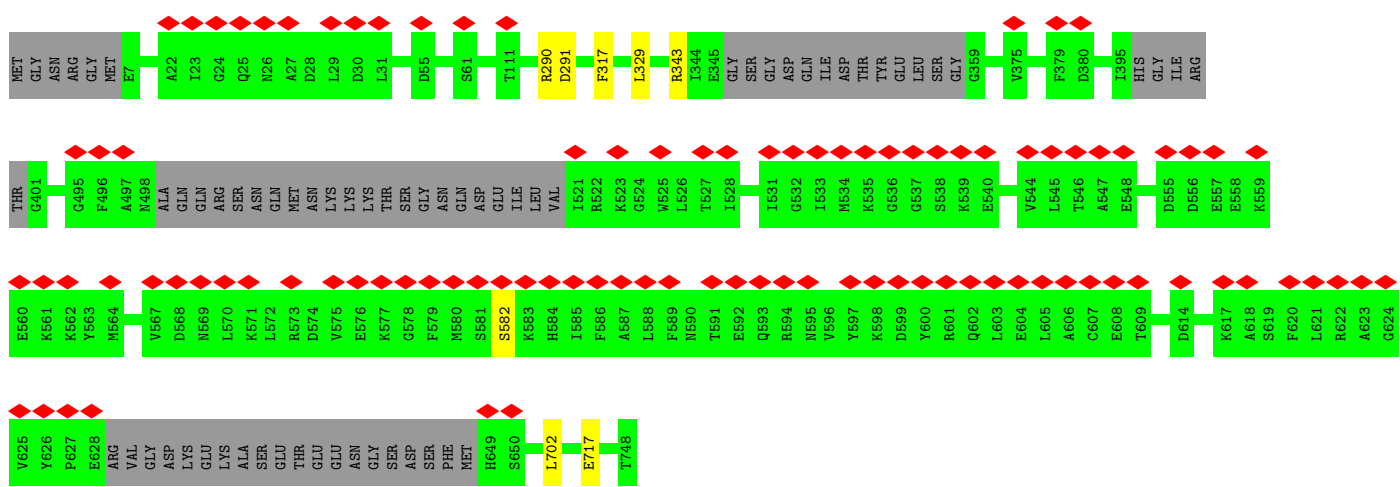 MET GLY ASN ARG GLY MET E7 A22 I23 G24 Q25 N26 A27 D28 L29 D30 L31 D55 S61 T111 R290 D291 F317 L329 R343 I344 E345 GLY SER GLY ASP GLN ILE ASP THR TYR GLU LEU SER GLY G359 V375 F379 D380 I395 HIS GLY ILE ARG
THR G401 G495 F496 A497 N498 ALA GLN GLN ARG SER ASN GLN MET ASN LYS LYS LYS THR SER GLY ASN GLN ASP GLU ILE LEU VAL I521 R522 K523 G524 W525 L526 T527 I528 I531 G532 I533 M534 K535 G536 G537 S538 K539 E540 V544 L545 T546 A547 E548 D555 D556 E557 E558 K559
E560 K561 K562 Y563 M564 V567 D568 N569 L570 K571 L572 R573 D574 V575 E576 K577 G578 F579 M580 S581 S582 K583 H584 I585 F586 A587 L588 F589 N590 T591 E592 Q593 R594 N595 V596 Y597 K598 D599 Y600 R601 Q602 L603 E604 L605 A606 C607 E608 T609 D614 K617 A618 S619 F620 L621 R622 A623 G624
V625 Y626 P627 E628 ARG VAL GLY ASP LYS GLU LYS ALA SER GLU THR GLU GLU ASN GLY SER ASP SER PHE MET H649 S650 L702 E717 T748